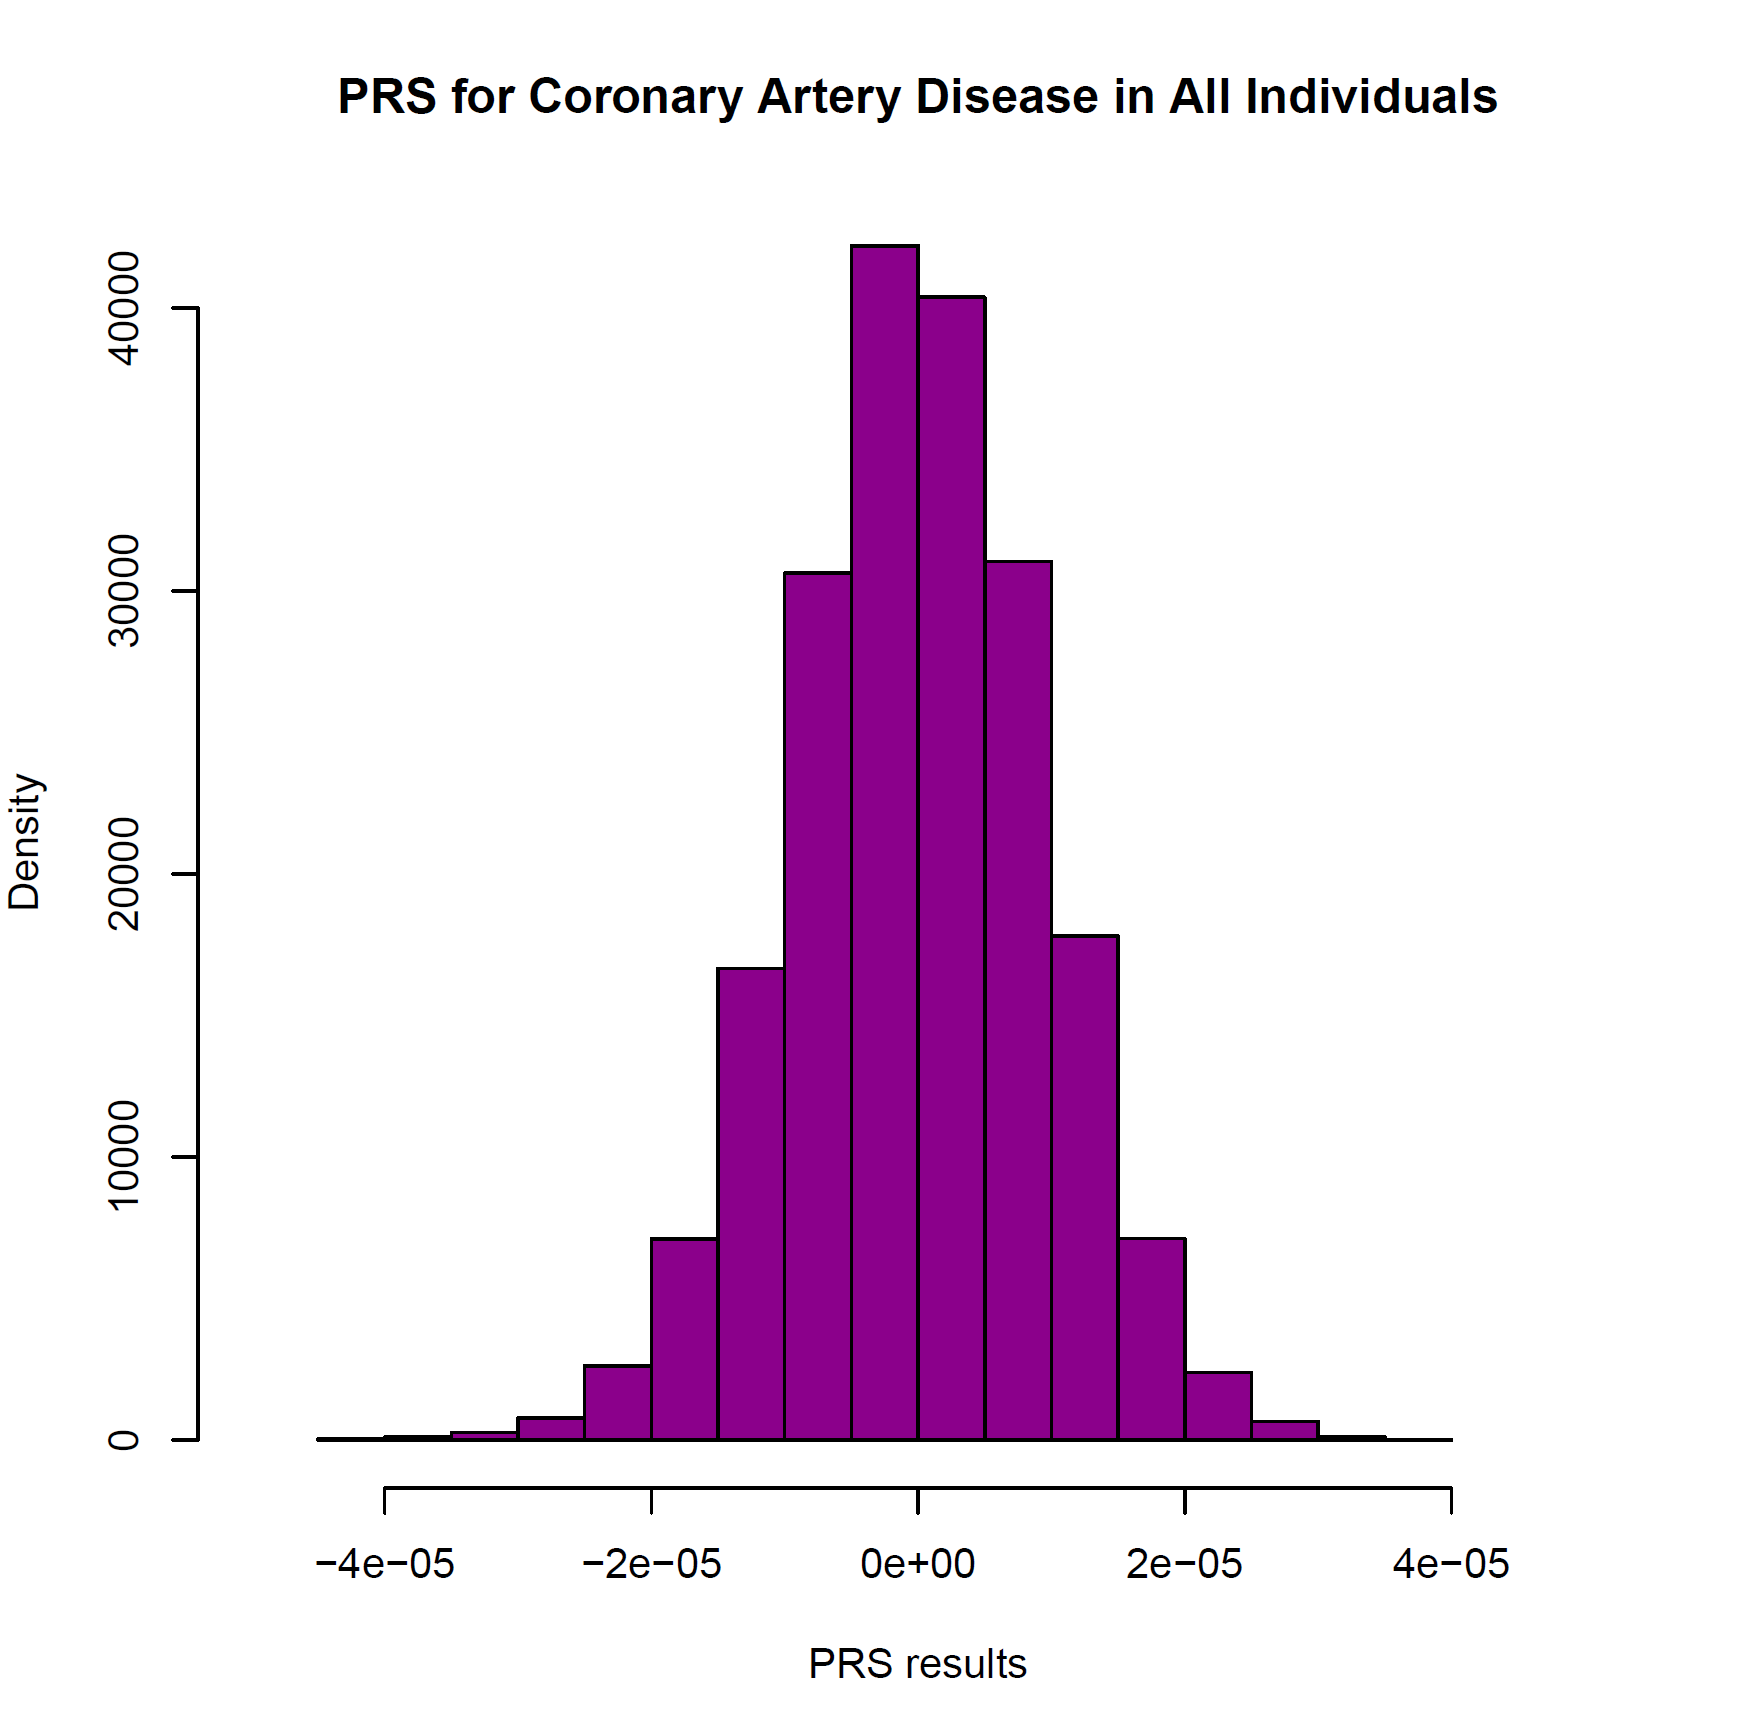 PRS for Coronary Artery Disease in All Individuals
40000
30000
20000
10000
0
Density
−4e−05 −2e−05 0e+00 2e−05 4e−05
PRS results